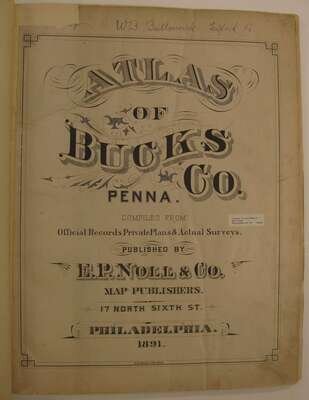 ATLAS
OF
BUCKS
CO.
PENNA.
COMPILED FROM
Official Records Private Plans & Actual Surveys.
PUBLISHED BY
E.P. NOLL & CO.
MAP PUBLISHERS.
17 NORTH SIXTH ST.
PHILADELPHIA.
1891.